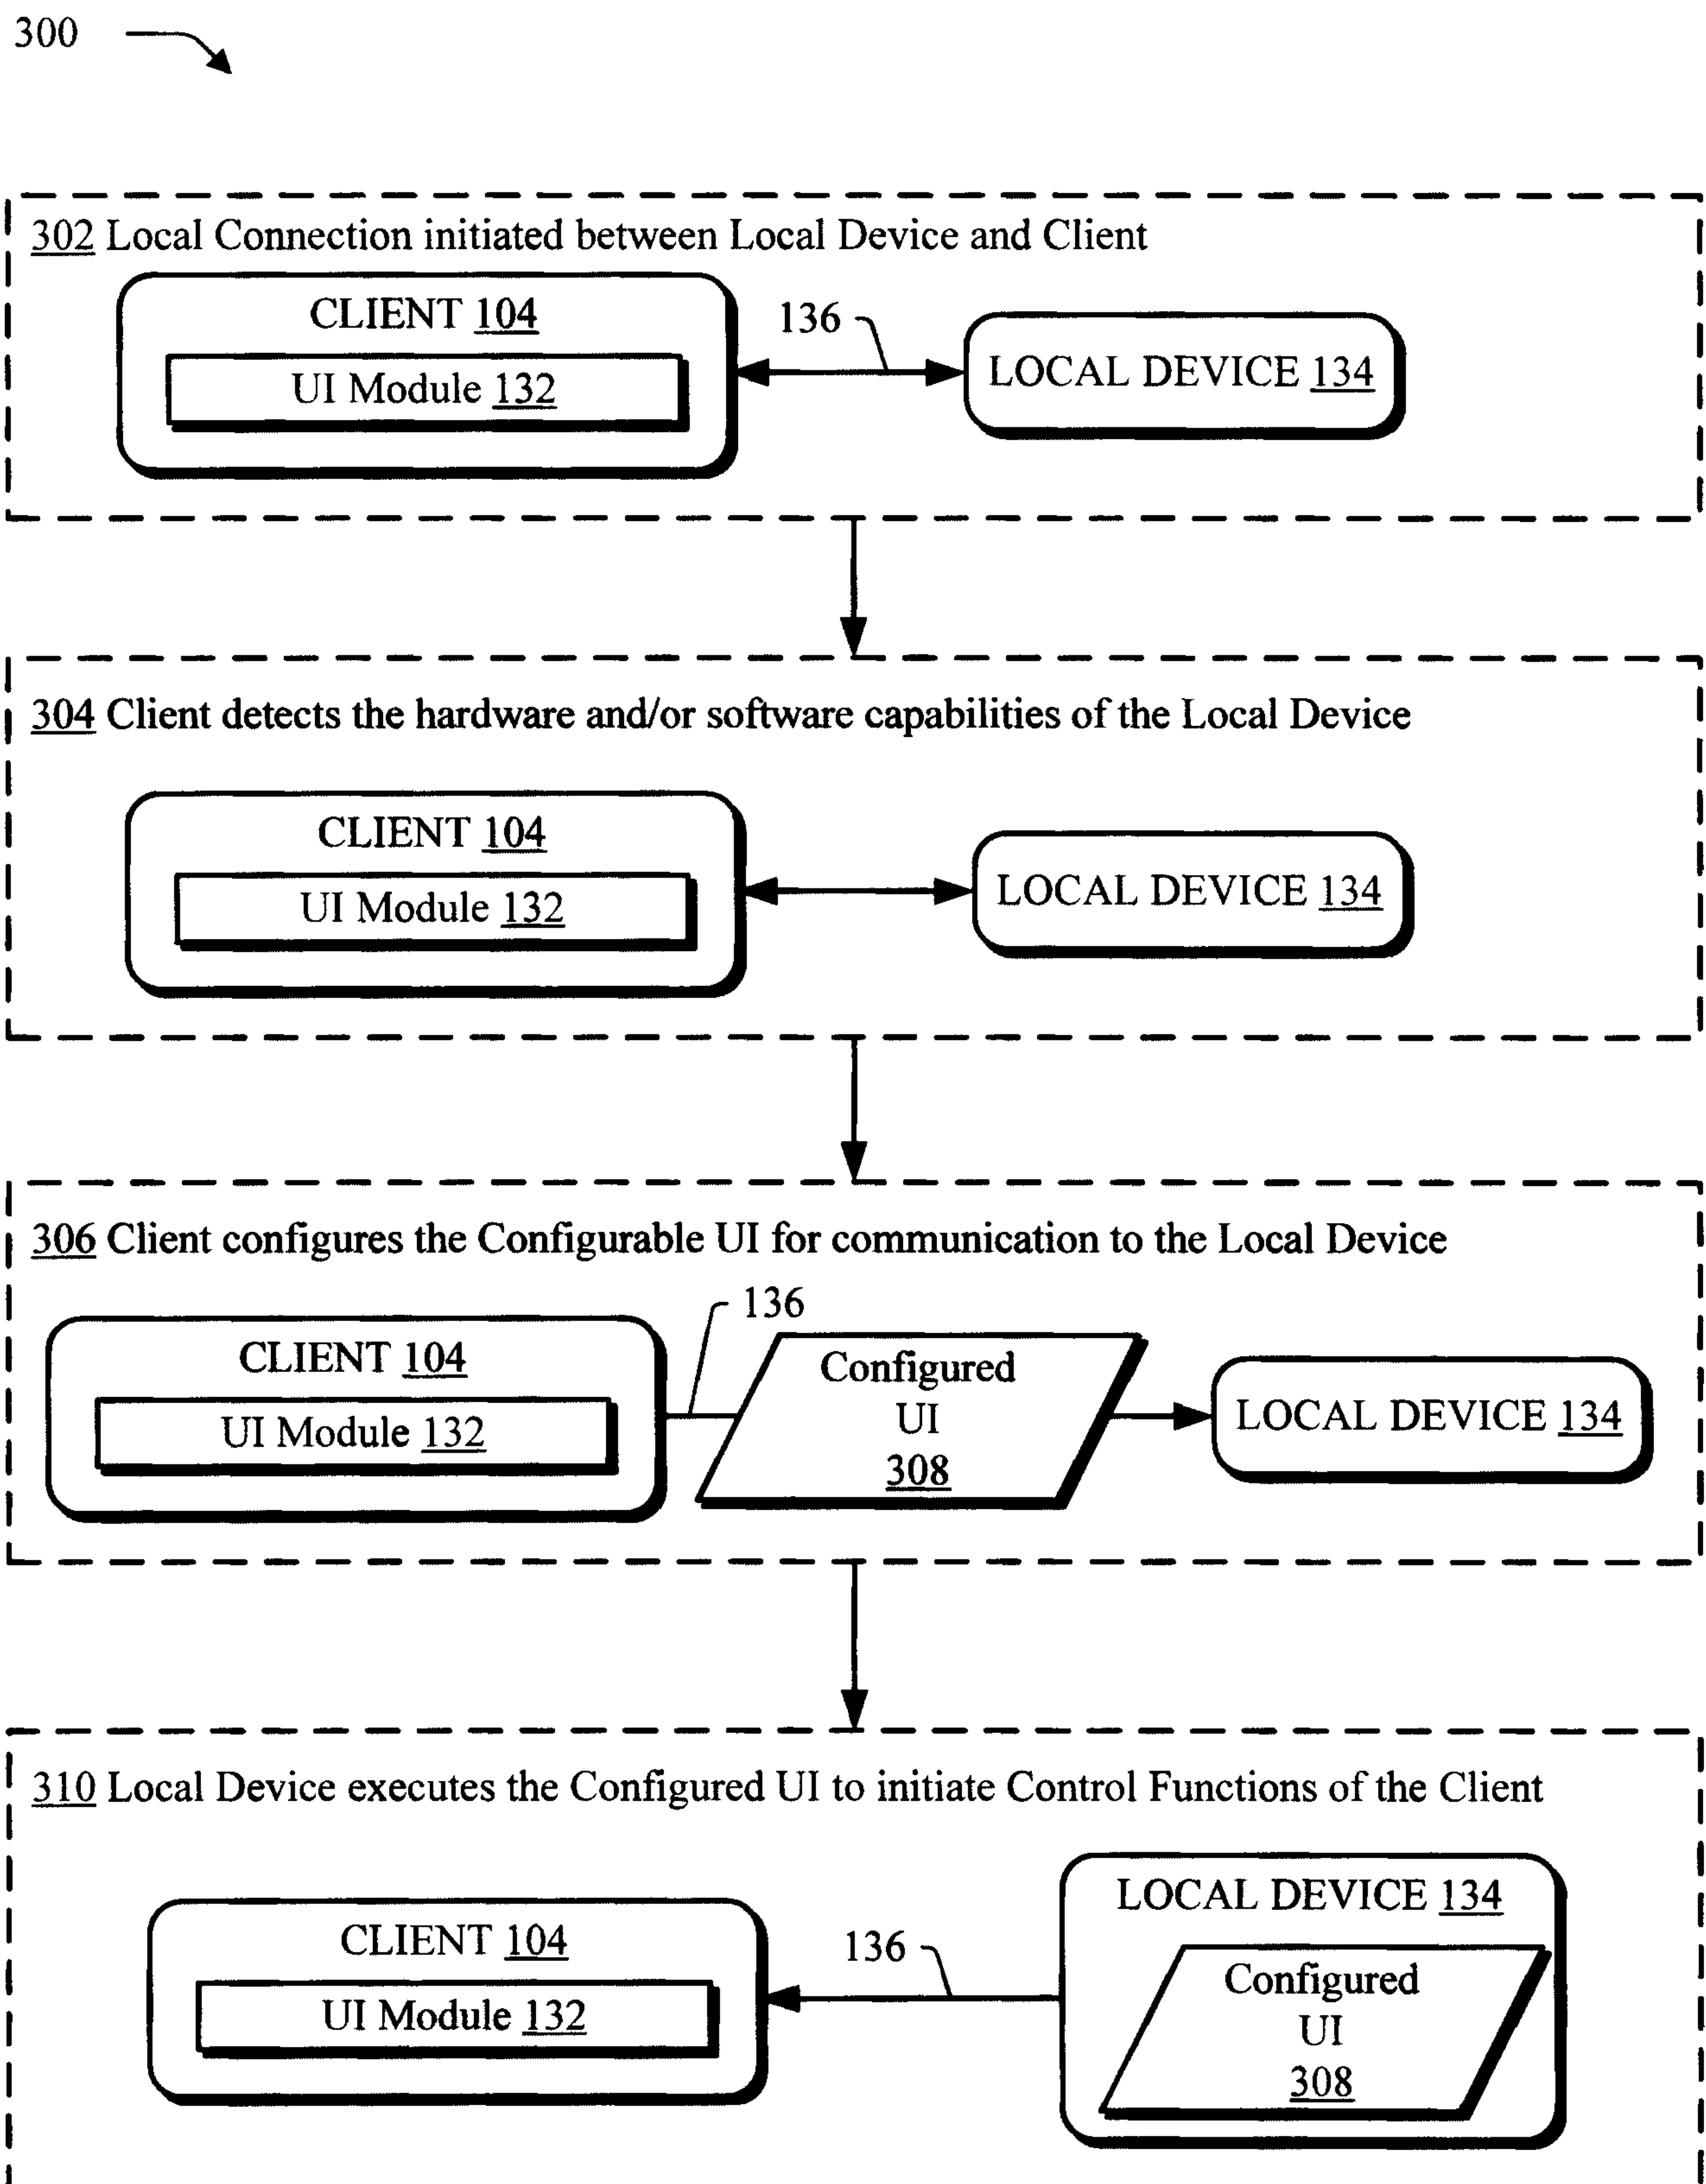 300
302 Local Connection initiated between Local Device and Client
CLIENT 104
UI Module 132
136
LOCAL DEVICE 134
304 Client detects the hardware and/or software capabilities of the Local Device
CLIENT 104
UI Module 132
LOCAL DEVICE 134
306 Client configures the Configurable UI for communication to the Local Device
136
CLIENT 104
UI Module 132
Configured
UI
308
LOCAL DEVICE 134
310 Local Device executes the Configured UI to initiate Control Functions of the Client
CLIENT 104
UI Module 132
136
LOCAL DEVICE 134
Configured
UI
308